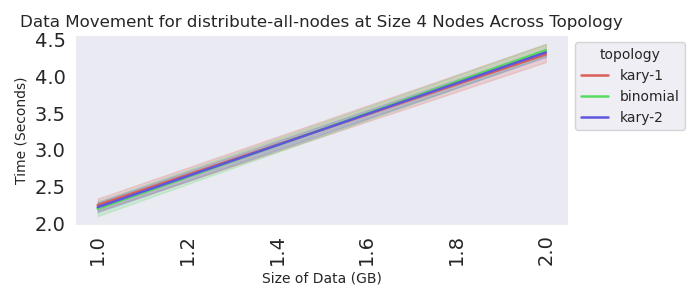 Data Movement for distribute-all-nodes at Size 4 Nodes Across Topology
Time (Seconds)
4.5
4.0
3.5
3.0
2.5
2.0
1.0
1.2
1.4
1.6
1.8
2.0
Size of Data (GB)
topology
kary-1
binomial
kary-2